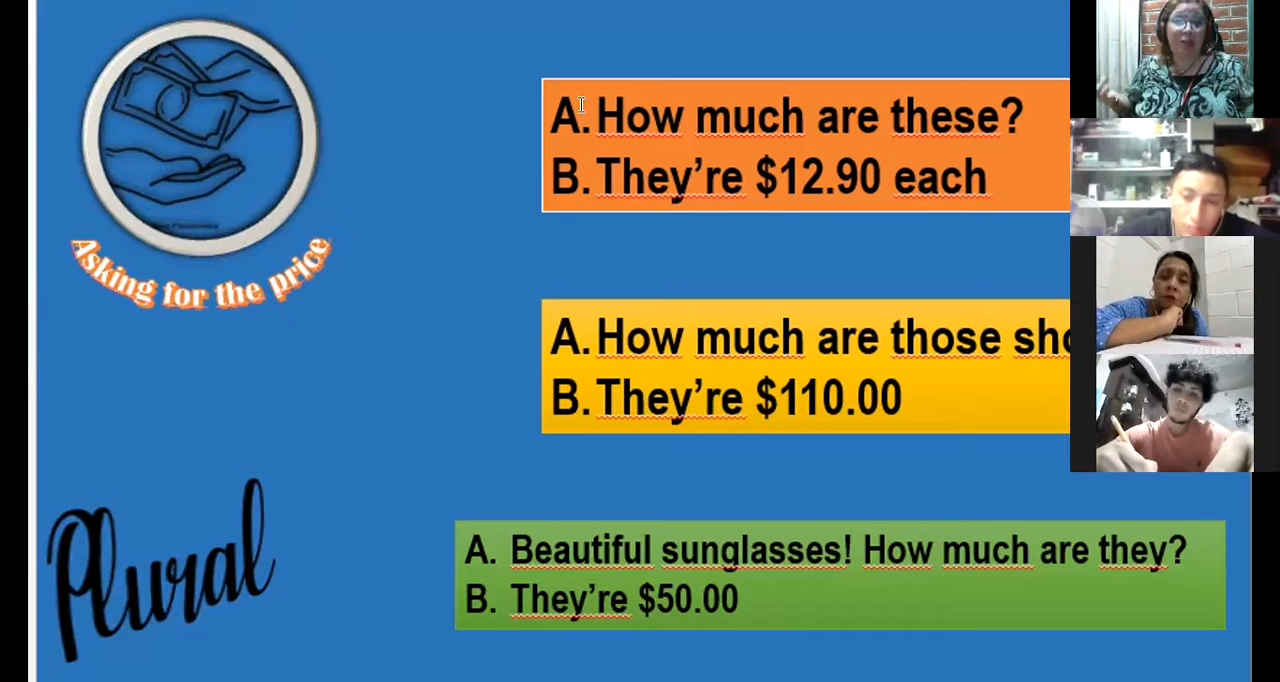 Asking for the price
A. How much are these?
B. They're $12.90 each
A. How much are those
B. They're $110.00
Plural
A. Beautiful sunglasses! How much are they?
B. They're $50.00